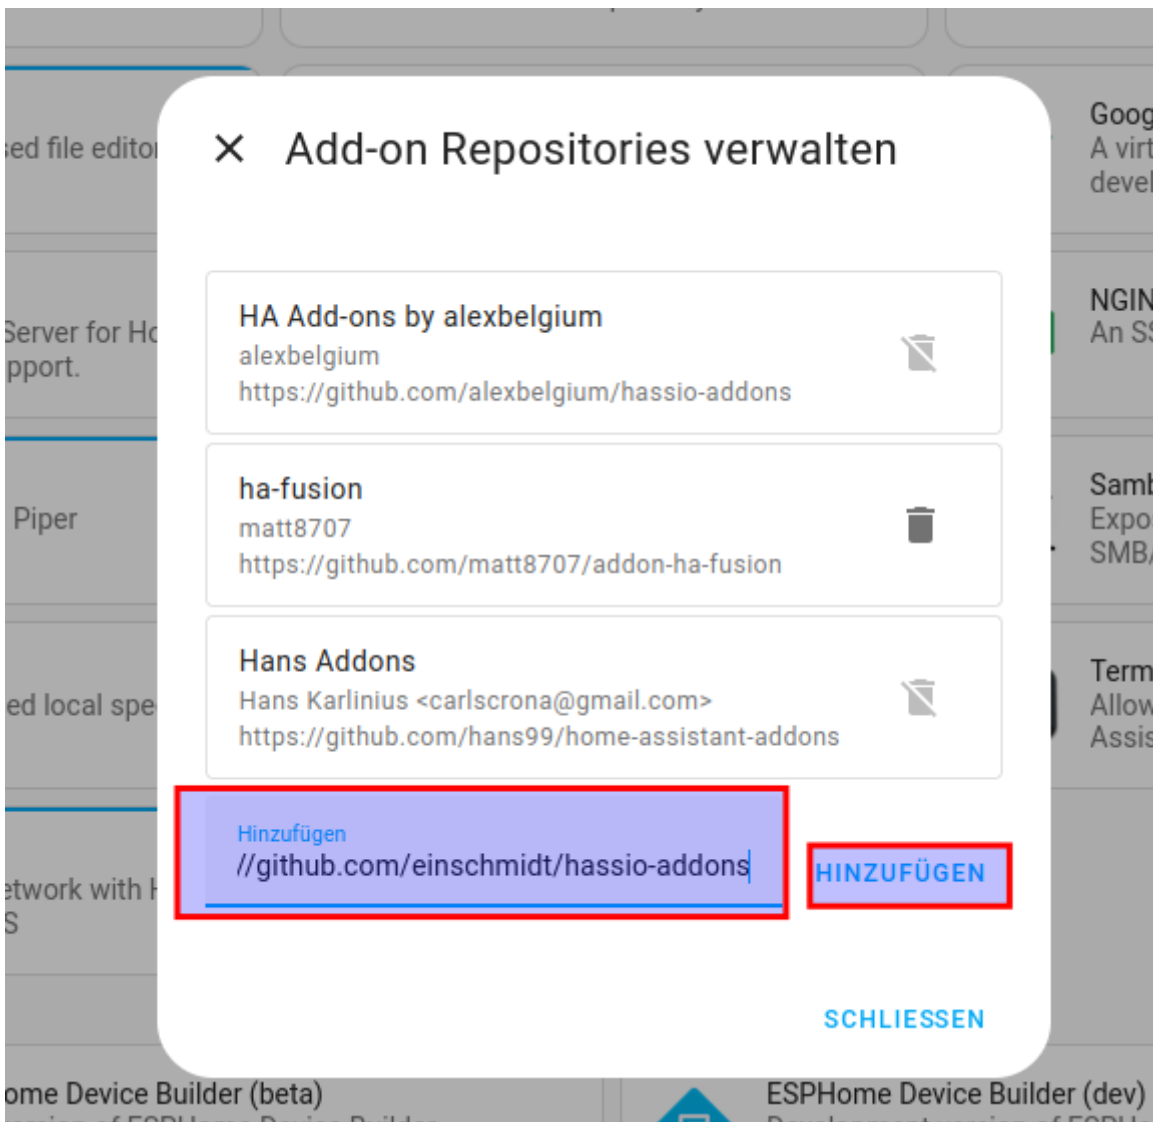 Add-on Repositories verwalten
HA Add-ons by alexbelgium
alexbelgium
https://github.com/alexbelgium/hassio-addons
ha-fusion
matt8707
https://github.com/matt8707/addon-ha-fusion
Hans Addons
Hans Karlinius <carlscrona@gmail.com>
https://github.com/hans99/home-assistant-addons
Hinzufügen
//github.com/einschmidt/hassio-addons
HINZUFÜGEN
SCHLIESSEN
sed file editor
Server for Ho
pport.
Piper
ed local spe
etwork with H
S
Goog
A virt
devel
NGIN
An SS
Samb
Expos
SMB/
Term
Allow
Assis
ome Device Builder (beta)
ESPHome Device Builder (dev)